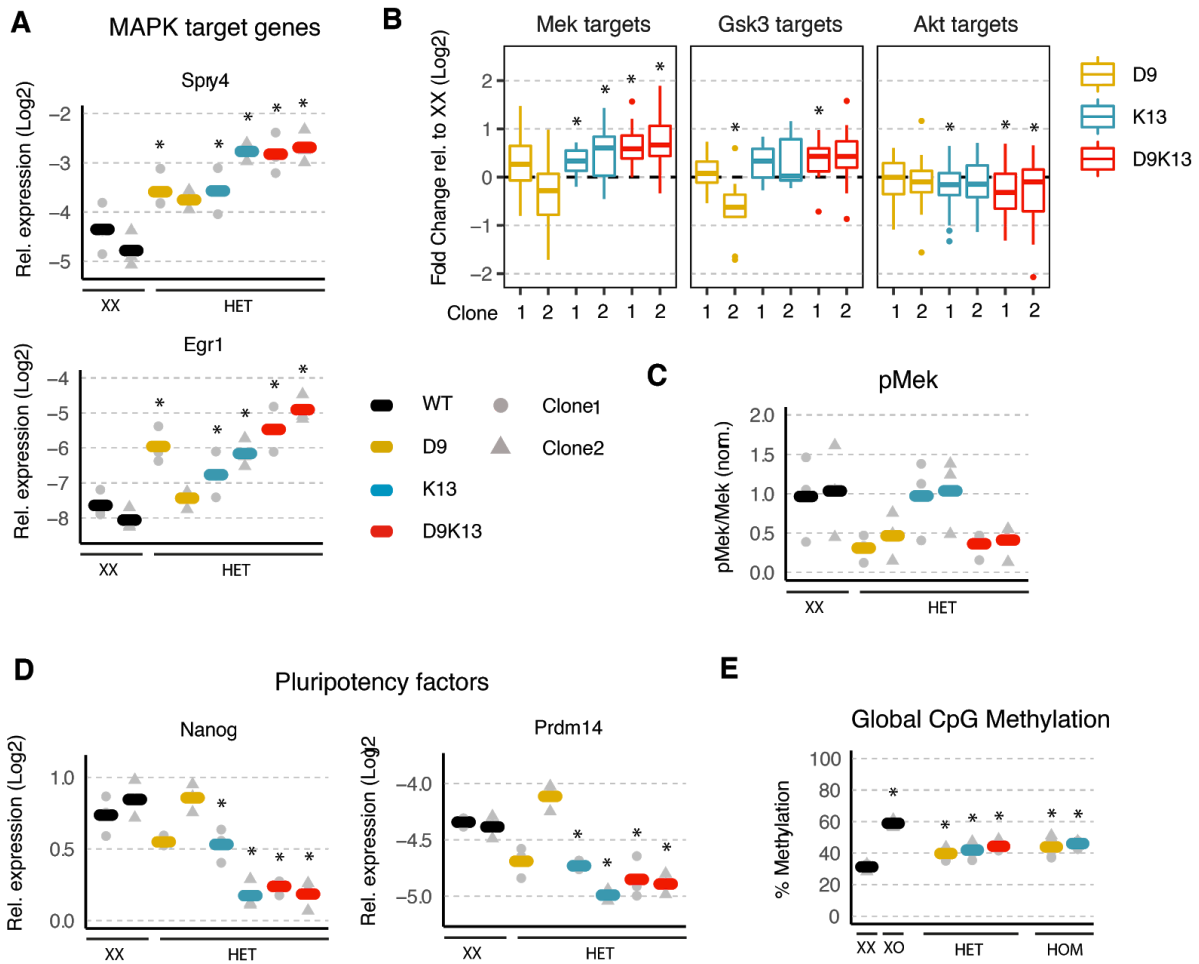 A
MAPK target genes
Spry4
Rel. expression (Log2)
−2
−3
−4
−5
* * * * *
XX HET
Egr1
Rel. expression (Log2)
−4
−5
−6
−7
−8
* * * * *
XX HET
WT
D9
K13
D9K13
Clone1
Clone2
B
Mek targets Gsk3 targets Akt targets
Fold Change rel. to XX (Log2)
2
1
0
−1
−2
* * * *
* *
* * *
Clone 1 2 1 2 1 2 1 2 1 2 1 2 1 2 1 2 1 2
D9
K13
D9K13
C
pMek
pMek/Mek (nom.)
2.0
1.5
1.0
0.5
0.0
XX HET
D
Pluripotency factors
Nanog
Rel. expression (Log2)
1.0
0.5
0.0
* * * *
XX HET
Prdm14
Rel. expression (Log2
−4.0
−4.5
−5.0
* * * *
XX HET
E
Global CpG Methylation
% Methylation
100
80
60
40
20
0
* * * * * *
XX XO HET HOM